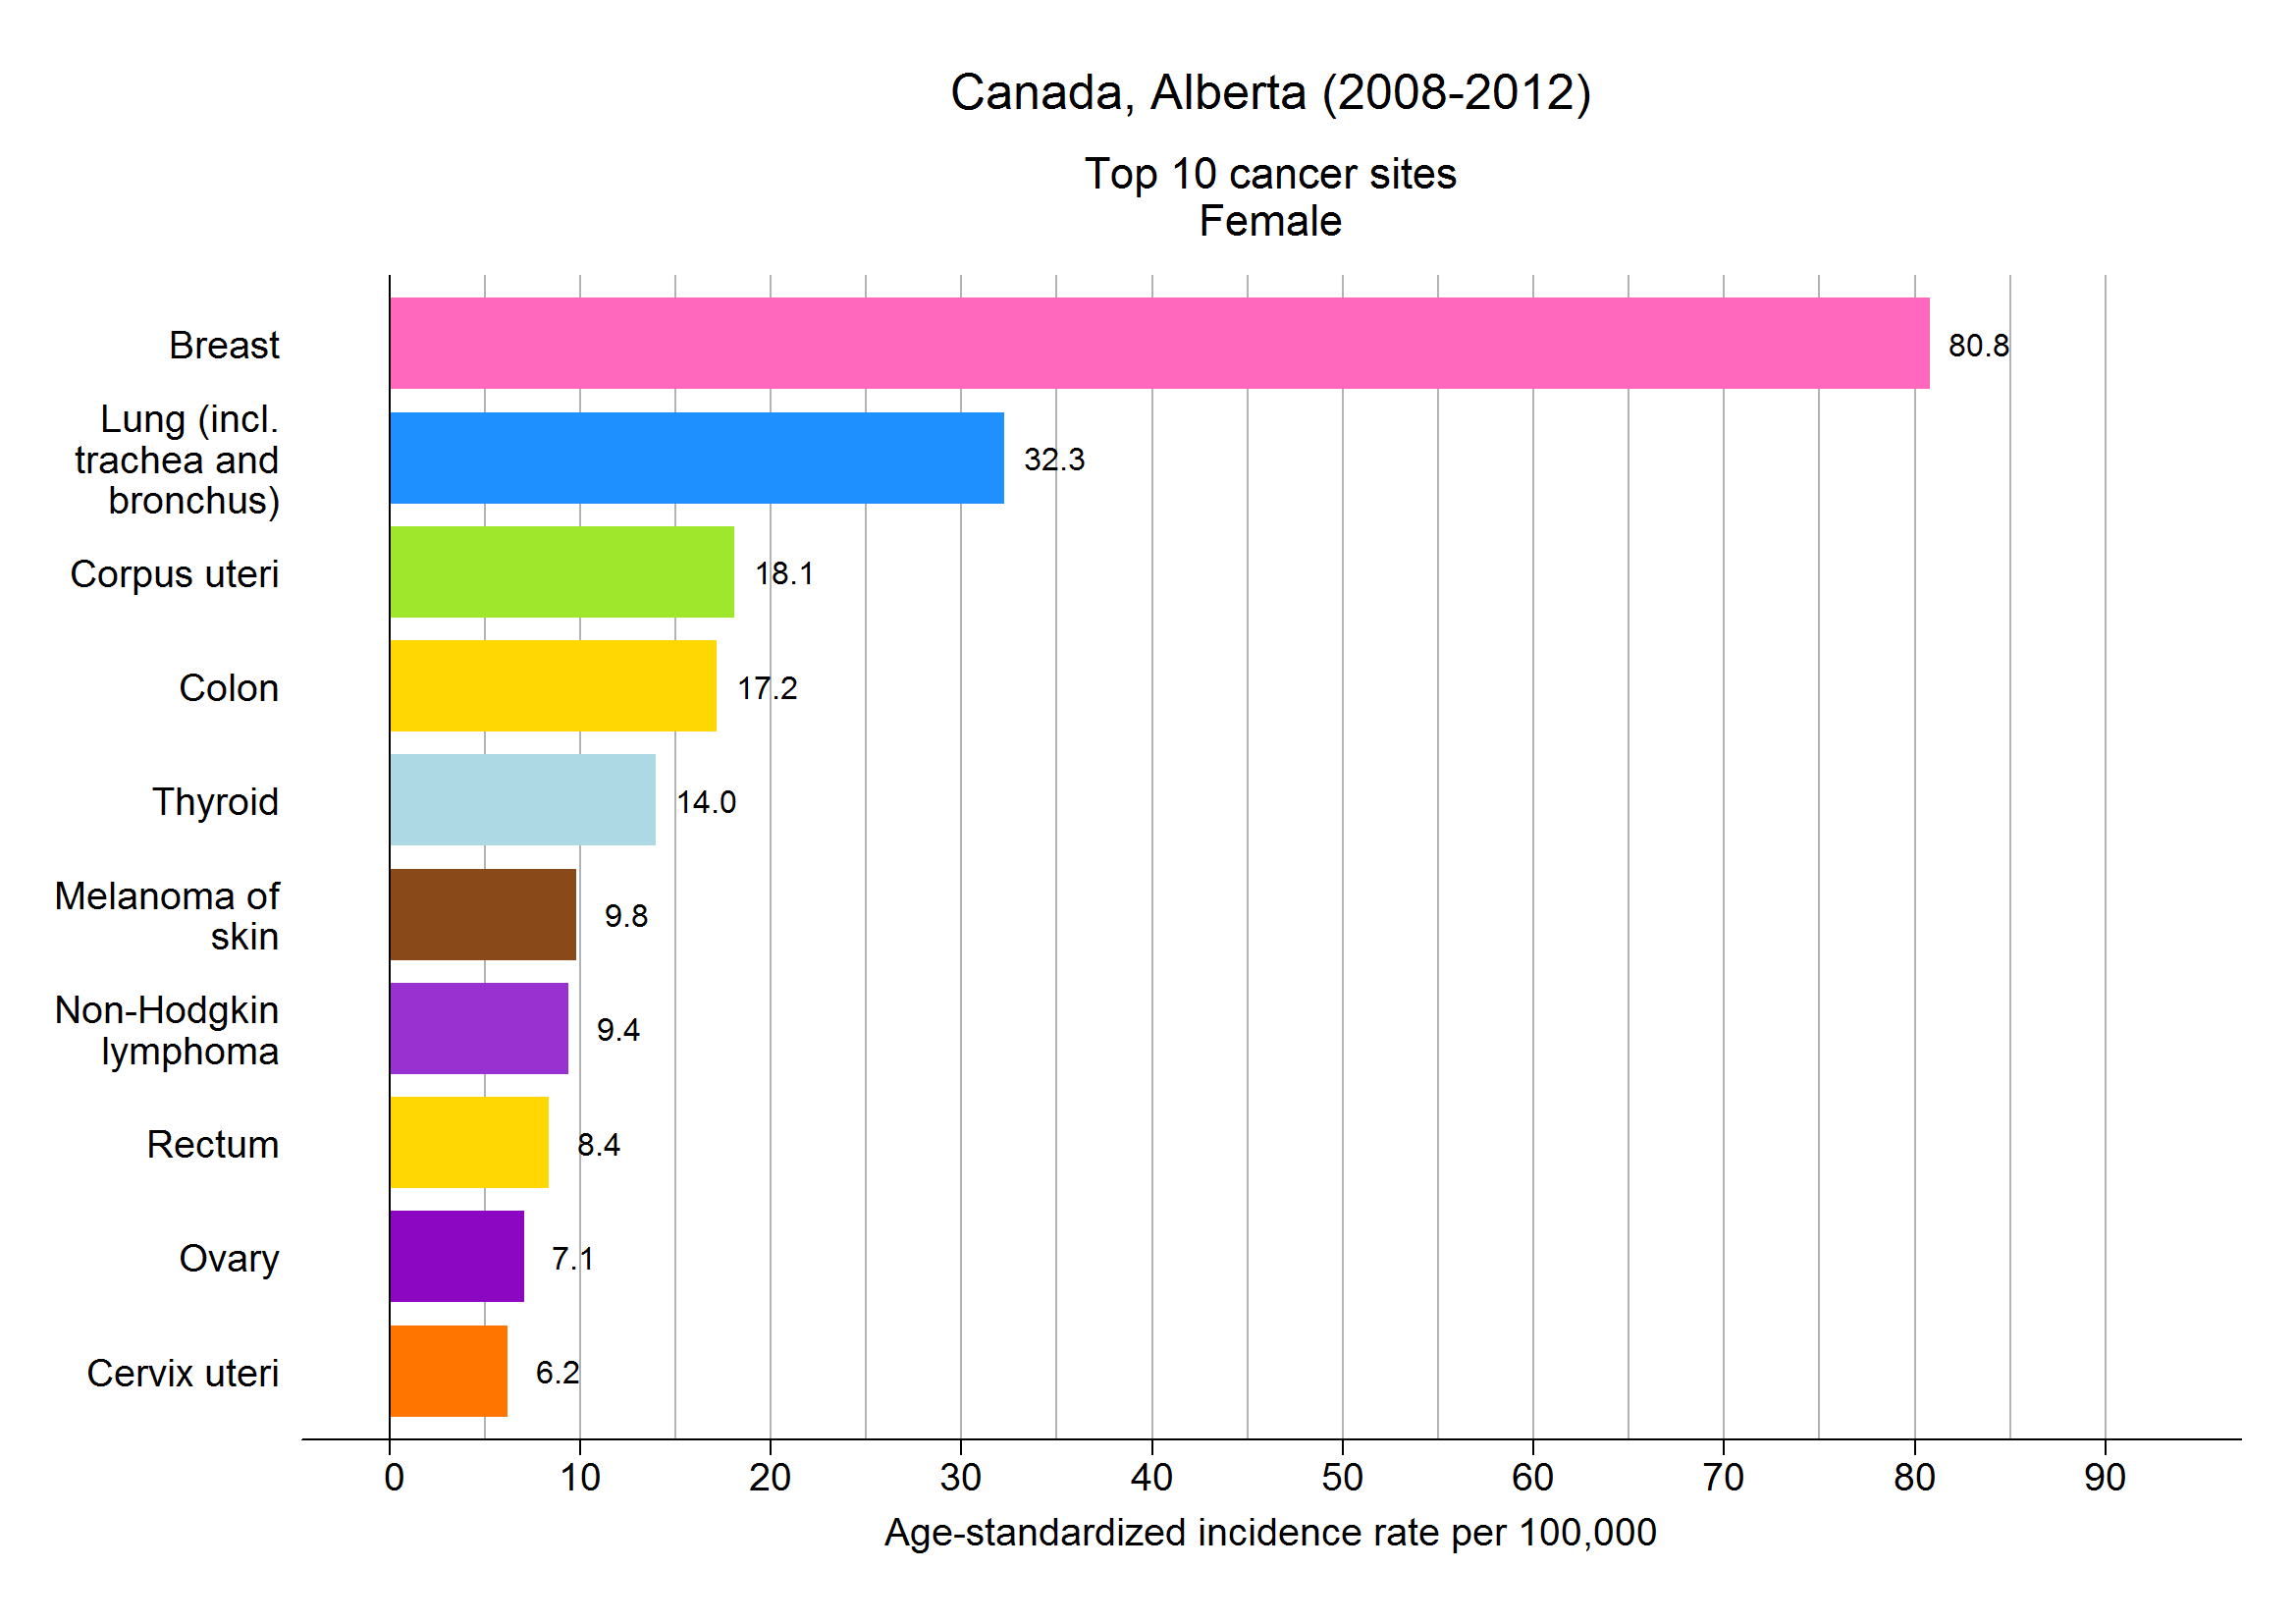 Canada, Alberta (2008-2012)
Top 10 cancer sites
Female
Breast
80.8
Lung (incl.
trachea and
bronchus)
32.3
Corpus uteri
18.1
Colon
17.2
Thyroid
14.0
Melanoma of
skin
9.8
Non-Hodgkin
lymphoma
9.4
Rectum
8.4
Ovary
7.1
Cervix uteri
6.2
0 10 20 30 40 50 60 70 80 90
Age-standardized incidence rate per 100,000